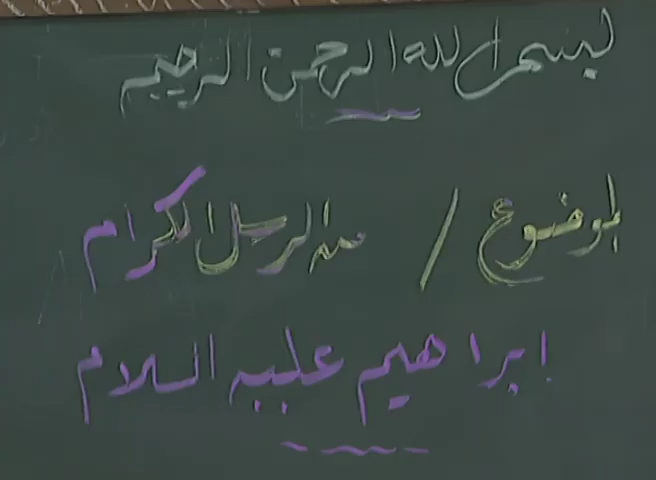 بسم الله الرحمن الرحيم
الموضوع / من الرسل الكرام
ابراهيم عليه السلام